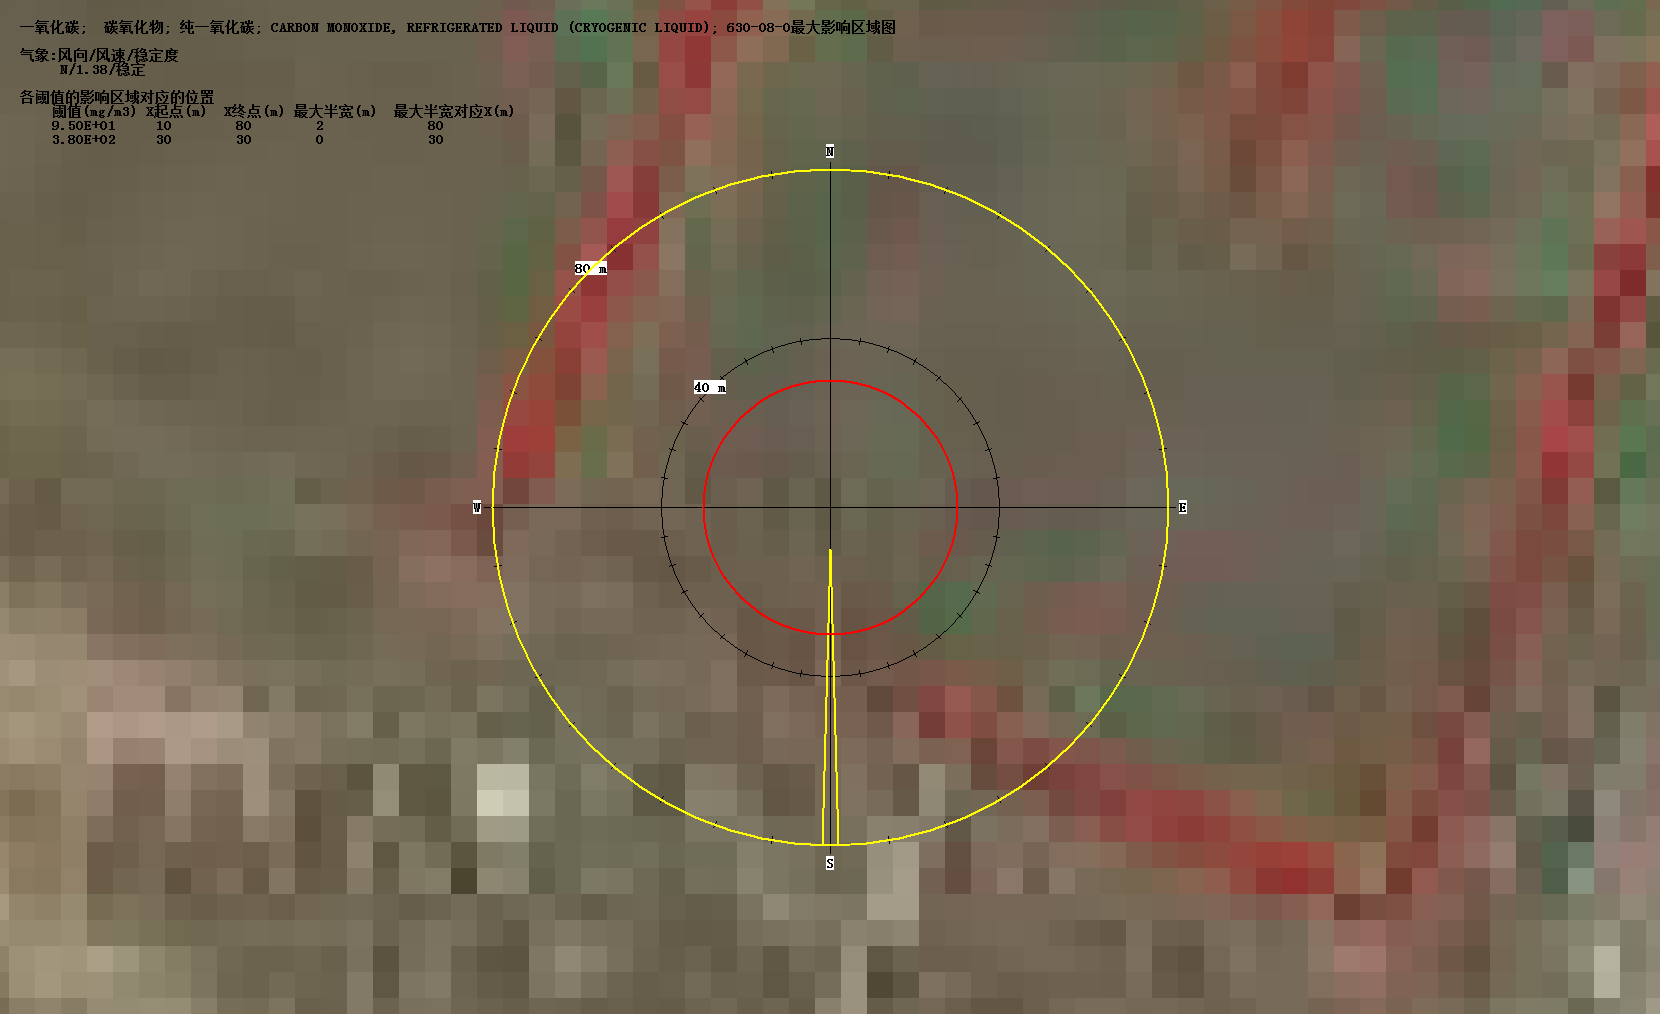 一氧化碳; 碳氧化物; 纯一氧化碳; CARBON MONOXIDE, REFRIGERATED LIQUID (CRYOGENIC LIQUID); 630-08-0最大影响区域图
气象:风向/风速/稳定度
N/1.38/稳定
各阈值的影响区域对应的位置
阈值(mg/m3) X起点(m) X终点(m) 最大半宽(m) 最大半宽对应X(m)
9.50E+01 10 80 2 80
3.80E+02 30 30 0 30
N
80 m
40 m
W
E
S